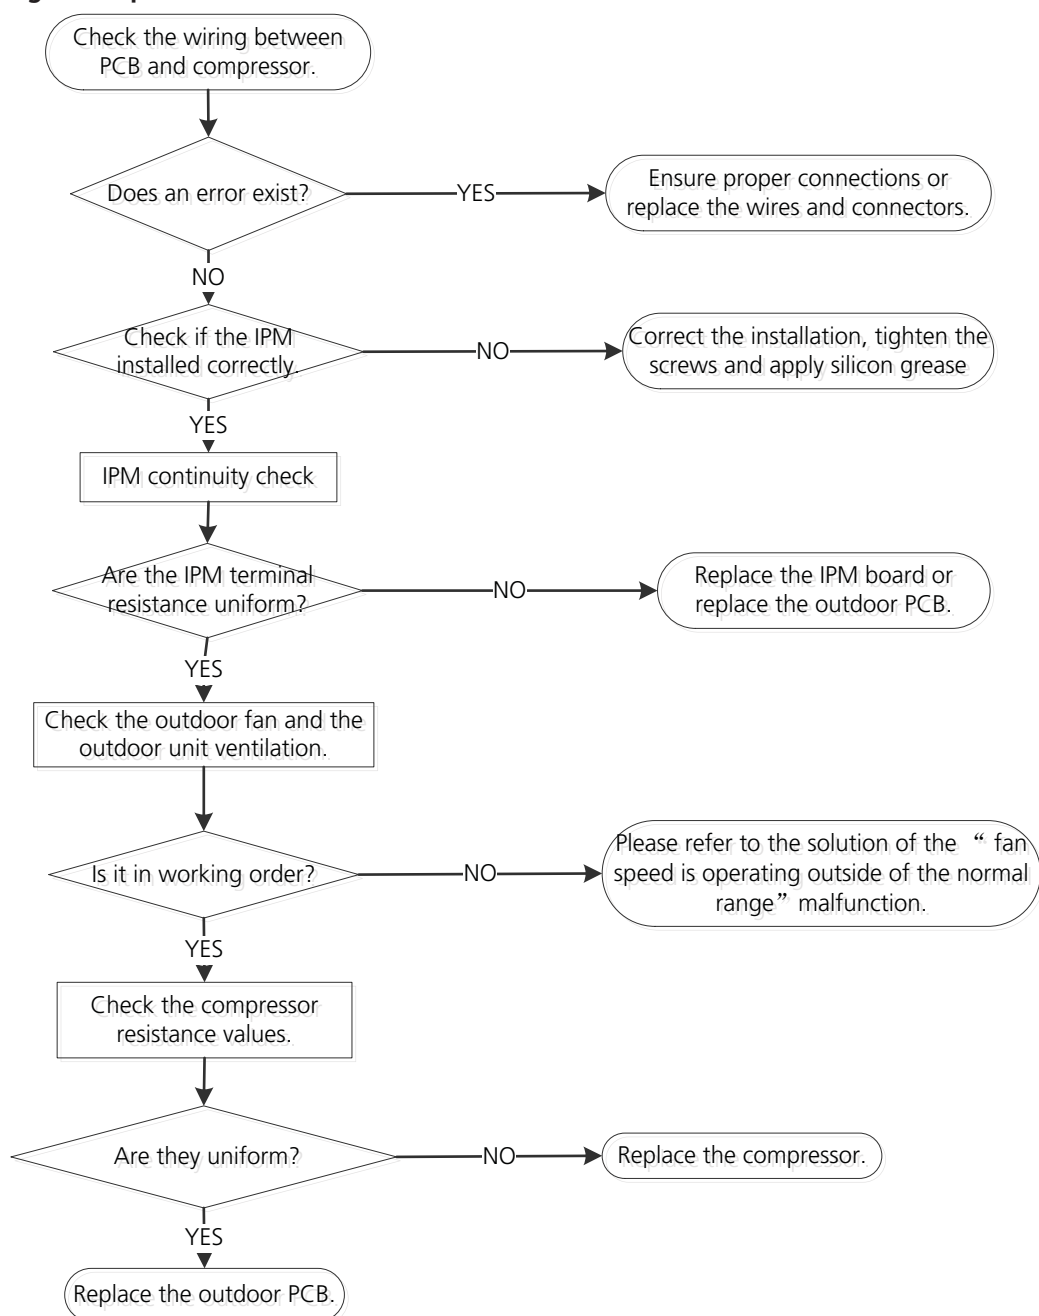 Check the wiring between
PCB and compressor.
Does an error exist?
YES
Ensure proper connections or
replace the wires and connectors.
NO
Check if the IPM
installed correctly.
NO
Correct the installation, tighten the
screws and apply silicon grease
YES
IPM continuity check
Are the IPM terminal
resistance uniform?
NO
Replace the IPM board or
replace the outdoor PCB.
YES
Check the outdoor fan and the
outdoor unit ventilation.
Is it in working order?
NO
Please refer to the solution of the “ fan
speed is operating outside of the normal
range” malfunction.
YES
Check the compressor
resistance values.
Are they uniform?
NO
Replace the compressor.
YES
Replace the outdoor PCB.